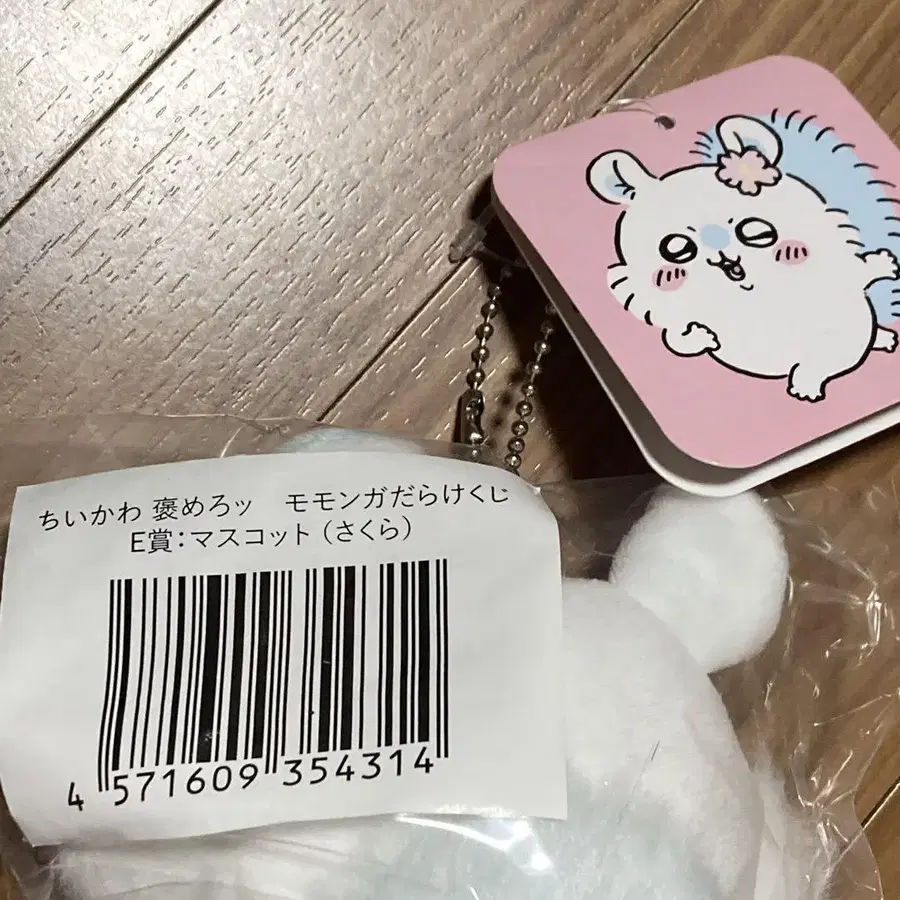 ちいかわ 褒めろッ　モモンガだらけくじ
E賞：マスコット（さくら）
4 571609 354314